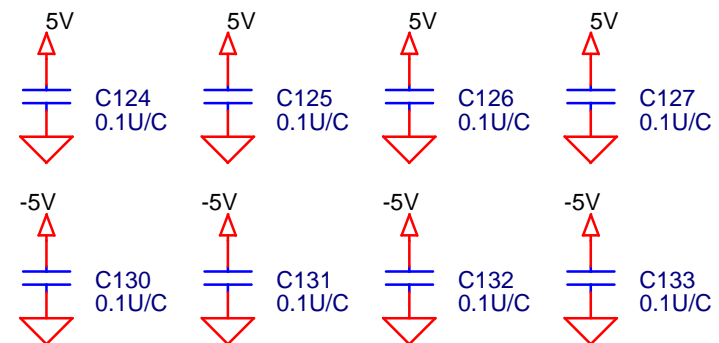 5V 5V 5V 5V
C124 C125 C126 C127
0.1U/C 0.1U/C 0.1U/C 0.1U/C
-5V -5V -5V -5V
C130 C131 C132 C133
0.1U/C 0.1U/C 0.1U/C 0.1U/C